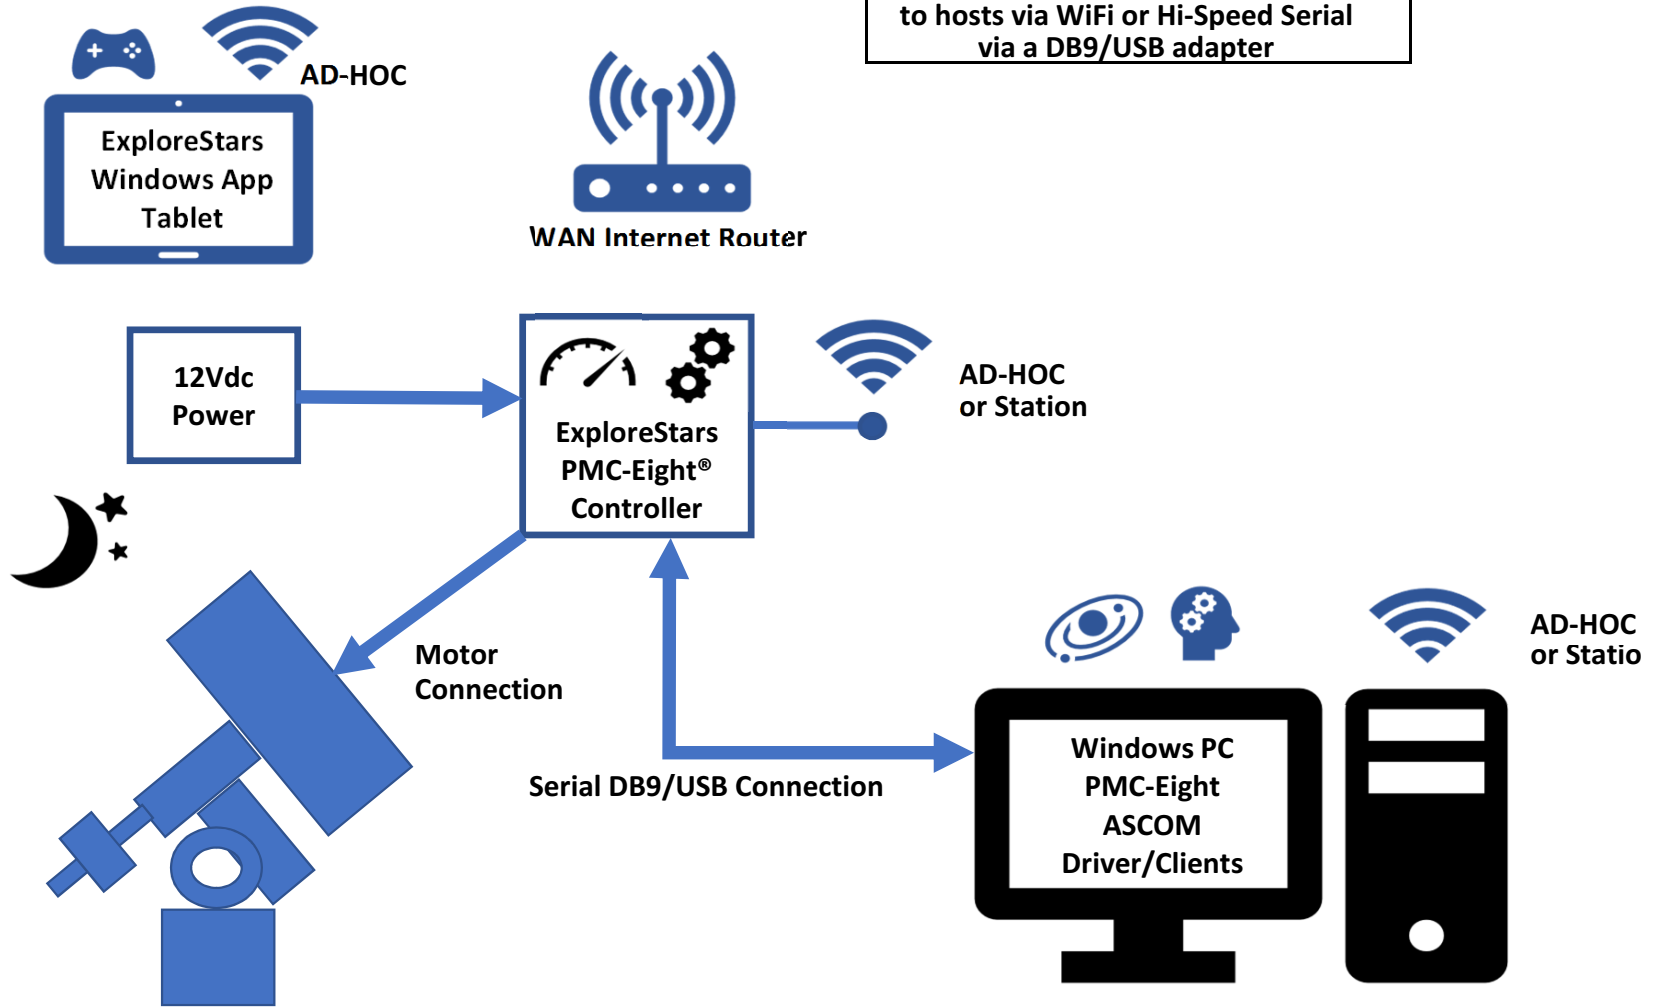 to hosts via WiFi or Hi-Speed Serial
via a DB9/USB adapter
AD-HOC
ExploreStars
Windows App
Tablet
WAN Internet Router
12Vdc
Power
ExploreStars
PMC-Eight®
Controller
AD-HOC
or Station
Motor
Connection
Serial DB9/USB Connection
AD-HOC
or Statio
Windows PC
PMC-Eight
ASCOM
Driver/Clients